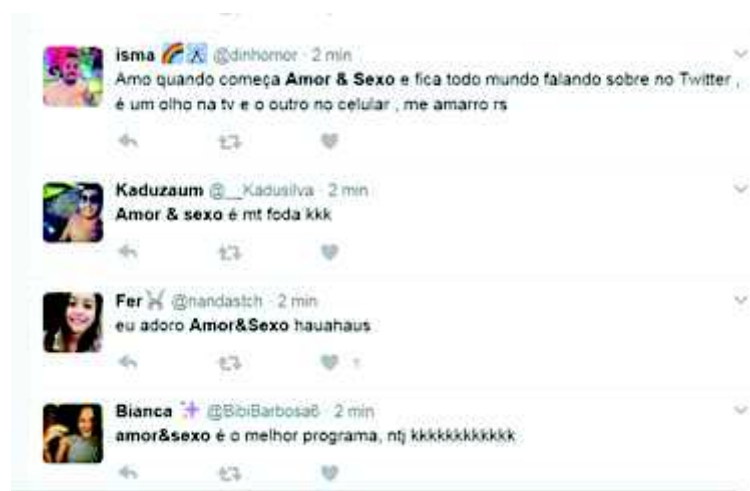 isma @dinhomor · 2 min
Amo quando começa Amor & Sexo e fica todo mundo falando sobre no Twitter ,
é um olho na tv e o outro no celular , me amarro rs
Kaduzaum @__Kadusilva · 2 min
Amor & sexo é mt foda kkk
Fer @nandastch · 2 min
eu adoro Amor&Sexo hauahaus
1
Bianca @BibiBarbosa6 · 2 min
amor&sexo é o melhor programa, ntj kkkkkkkkkkkk